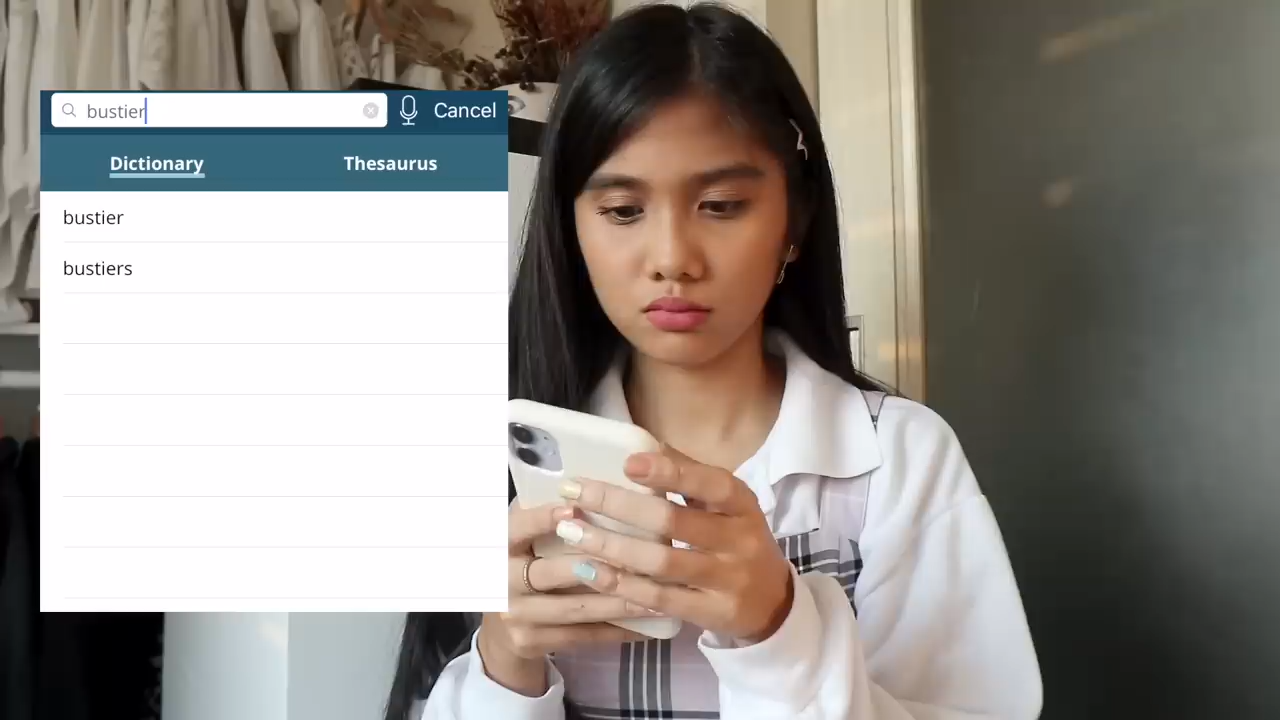 bustier
Cancel
Dictionary
Thesaurus
bustier
bustiers